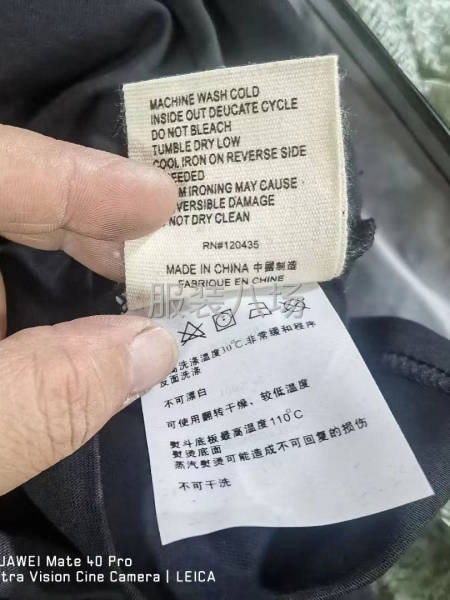 MACHINE WASH COLD
INSIDE OUT DEUCATE CYCLE
DO NOT BLEACH
TUMBLE DRY LOW
COOL IRON ON REVERSE SIDE
EEDED
M IRONING MAY CAUSE
VERSIBLE DAMAGE
NOT DRY CLEAN
RN#120435
MADE IN CHINA 中國制造
FABRIQUE EN CHINE
服装八场
洗涤温度30℃.非常缓和程序
反面洗涤
不可漂白
可使用翻转干燥、较低温度
熨斗底板最高温度110℃
熨烫底面
蒸汽熨烫可能造成不可回复的损伤
不可干洗
UAWEI Mate 40 Pro
tra Vision Cine Camera | LEICA